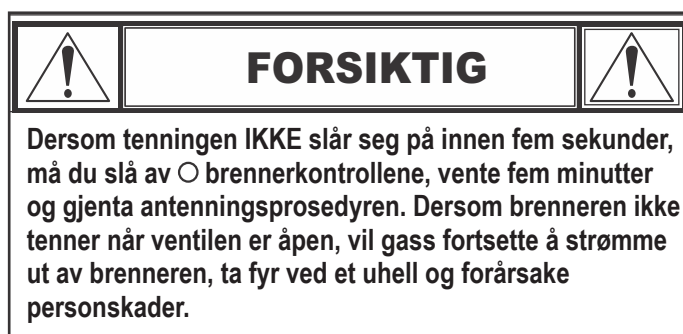 FORSIKTIG
Dersom tenningen IKKE slår seg på innen fem sekunder,
må du slå av ○ brennerkontrollene, vente fem minutter
og gjenta antenningsprosedyren. Dersom brenneren ikke
tenner når ventilen er åpen, vil gass fortsette å strømme
ut av brenneren, ta fyr ved et uhell og forårsake
personskader.